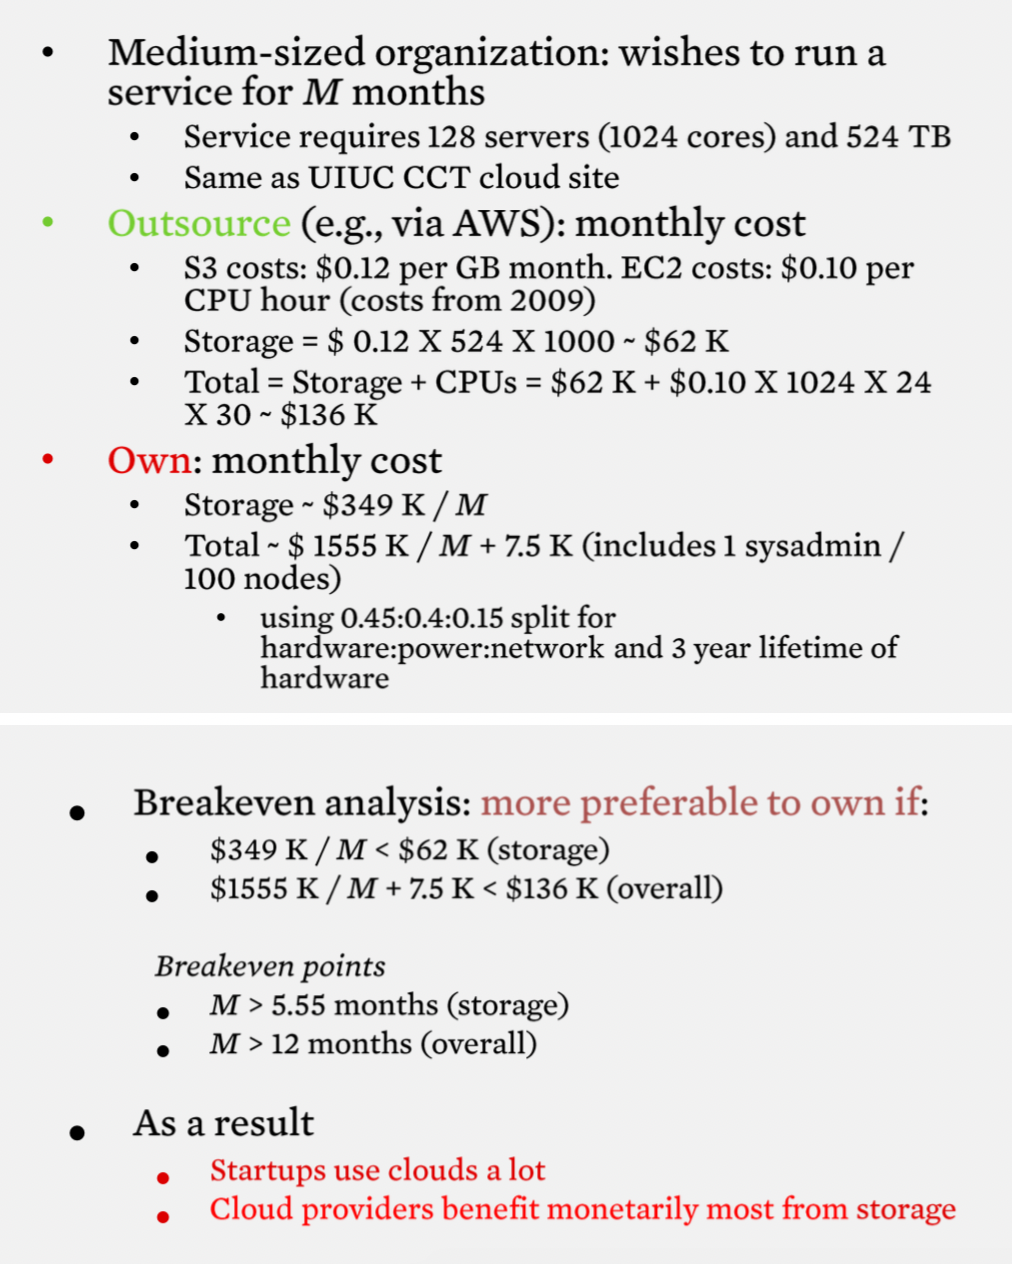 • Medium-sized organization: wishes to run a
service for M months
• Service requires 128 servers (1024 cores) and 524 TB
• Same as UIUC CCT cloud site
• Outsource (e.g., via AWS): monthly cost
• S3 costs: $0.12 per GB month. EC2 costs: $0.10 per
CPU hour (costs from 2009)
• Storage = $ 0.12 X 524 X 1000 ~ $62 K
• Total = Storage + CPUs = $62 K + $0.10 X 1024 X 24
X 30 ~ $136 K
• Own: monthly cost
• Storage ~ $349 K / M
• Total ~ $ 1555 K / M + 7.5 K (includes 1 sysadmin /
100 nodes)
• using 0.45:0.4:0.15 split for
hardware:power:network and 3 year lifetime of
hardware
• Breakeven analysis: more preferable to own if:
• $349 K / M < $62 K (storage)
• $1555 K / M + 7.5 K < $136 K (overall)
Breakeven points
• M > 5.55 months (storage)
• M > 12 months (overall)
• As a result
• Startups use clouds a lot
• Cloud providers benefit monetarily most from storage